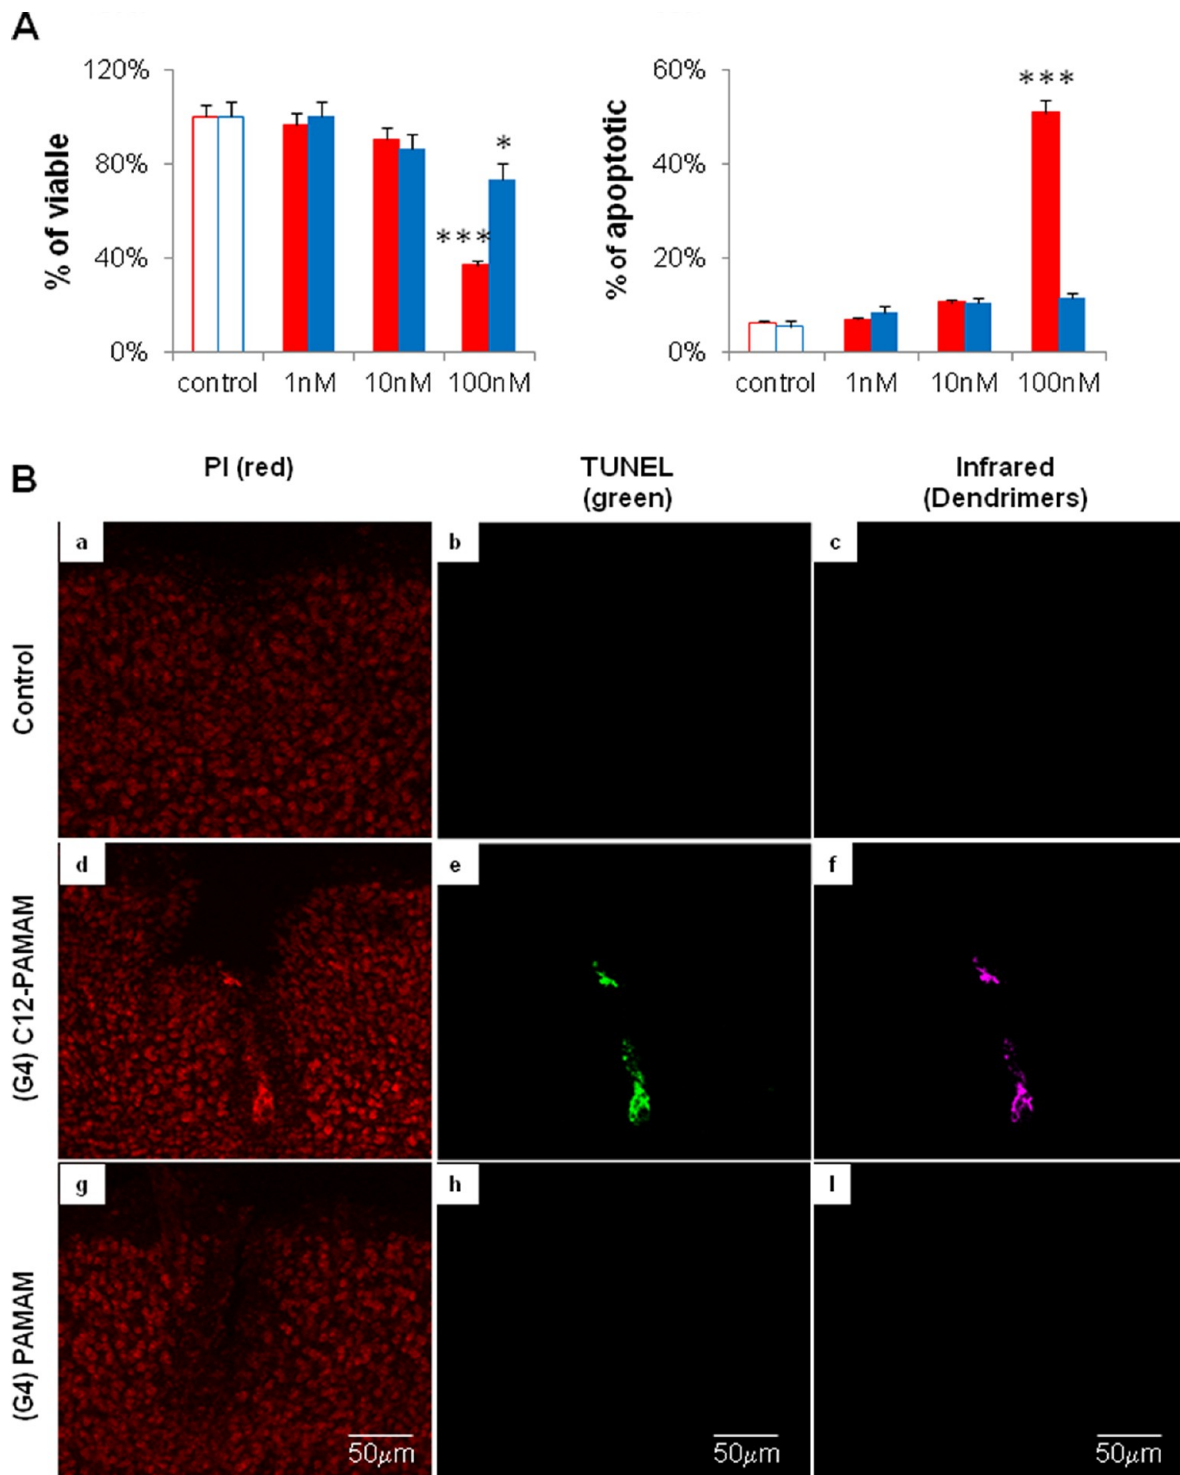 A
120%
80%
40%
0%
% of viable
*
***
control 1nM 10nM 100nM
60%
40%
20%
0%
% of apoptotic
***
control 1nM 10nM 100nM
B
PI (red)
TUNEL
(green)
Infrared
(Dendrimers)
Control
a
b
c
(G4) C12-PAMAM
d
e
f
(G4) PAMAM
g
h
l
50μm
50μm
50μm